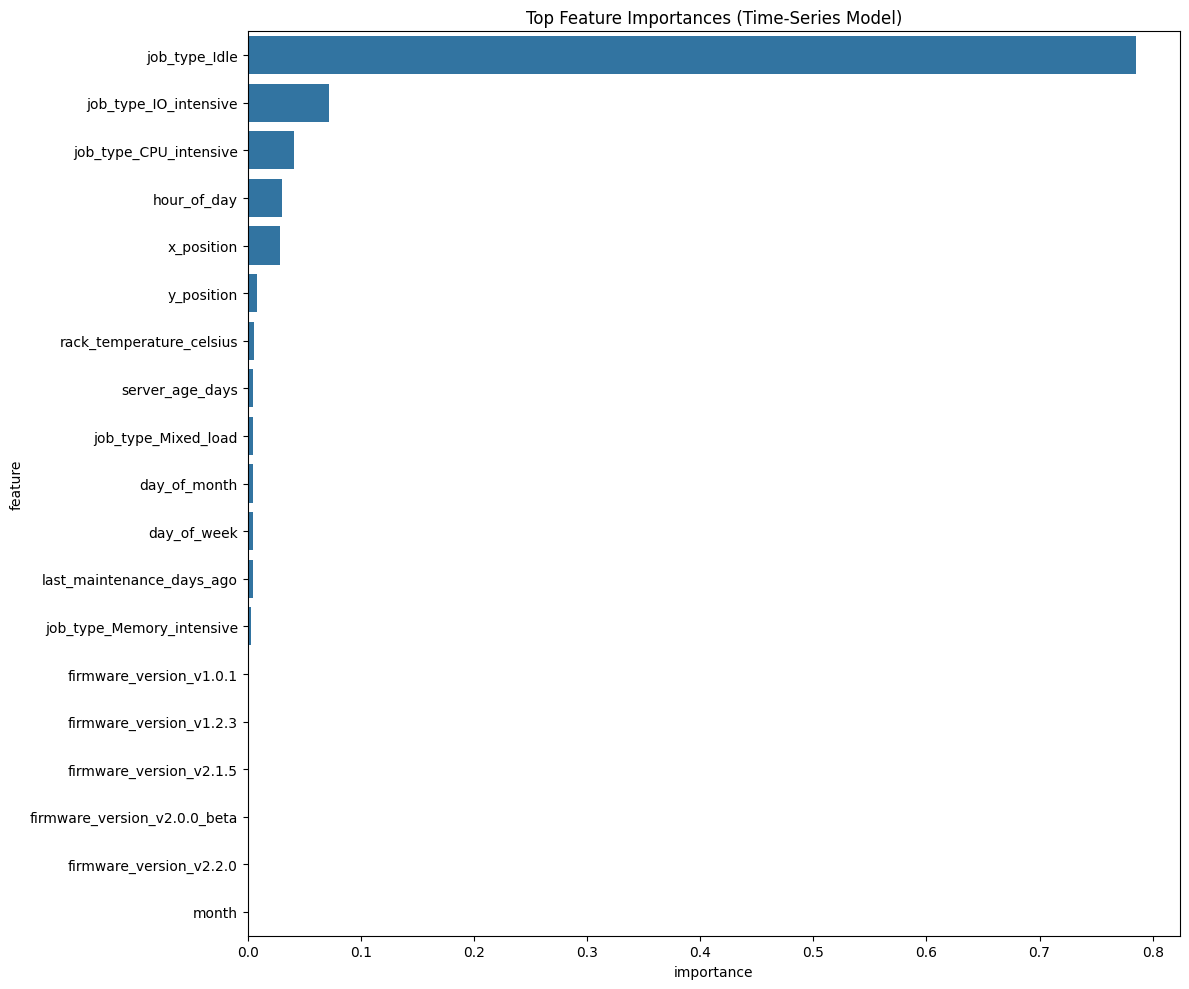 Top Feature Importances (Time-Series Model)
job_type_Idle
job_type_IO_intensive
job_type_CPU_intensive
hour_of_day
x_position
y_position
rack_temperature_celsius
server_age_days
job_type_Mixed_load
day_of_month
day_of_week
last_maintenance_days_ago
job_type_Memory_intensive
firmware_version_v1.0.1
firmware_version_v1.2.3
firmware_version_v2.1.5
firmware_version_v2.0.0_beta
firmware_version_v2.2.0
month
feature
0.0 0.1 0.2 0.3 0.4 0.5 0.6 0.7 0.8
importance